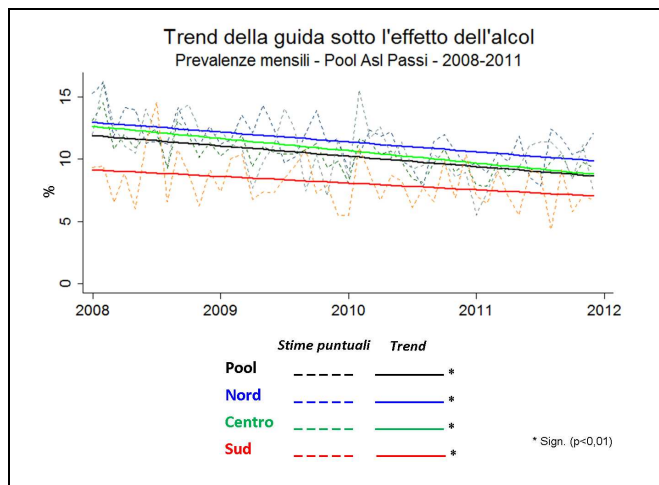 Trend della guida sotto l'effetto dell'alcol
Prevalenze mensili - Pool Asl Passi - 2008-2011
15
10
%
5
0
2008 2009 2010 2011 2012
Stime puntuali Trend
Pool *
Nord *
Centro *
Sud *
* Sign. (p<0,01)